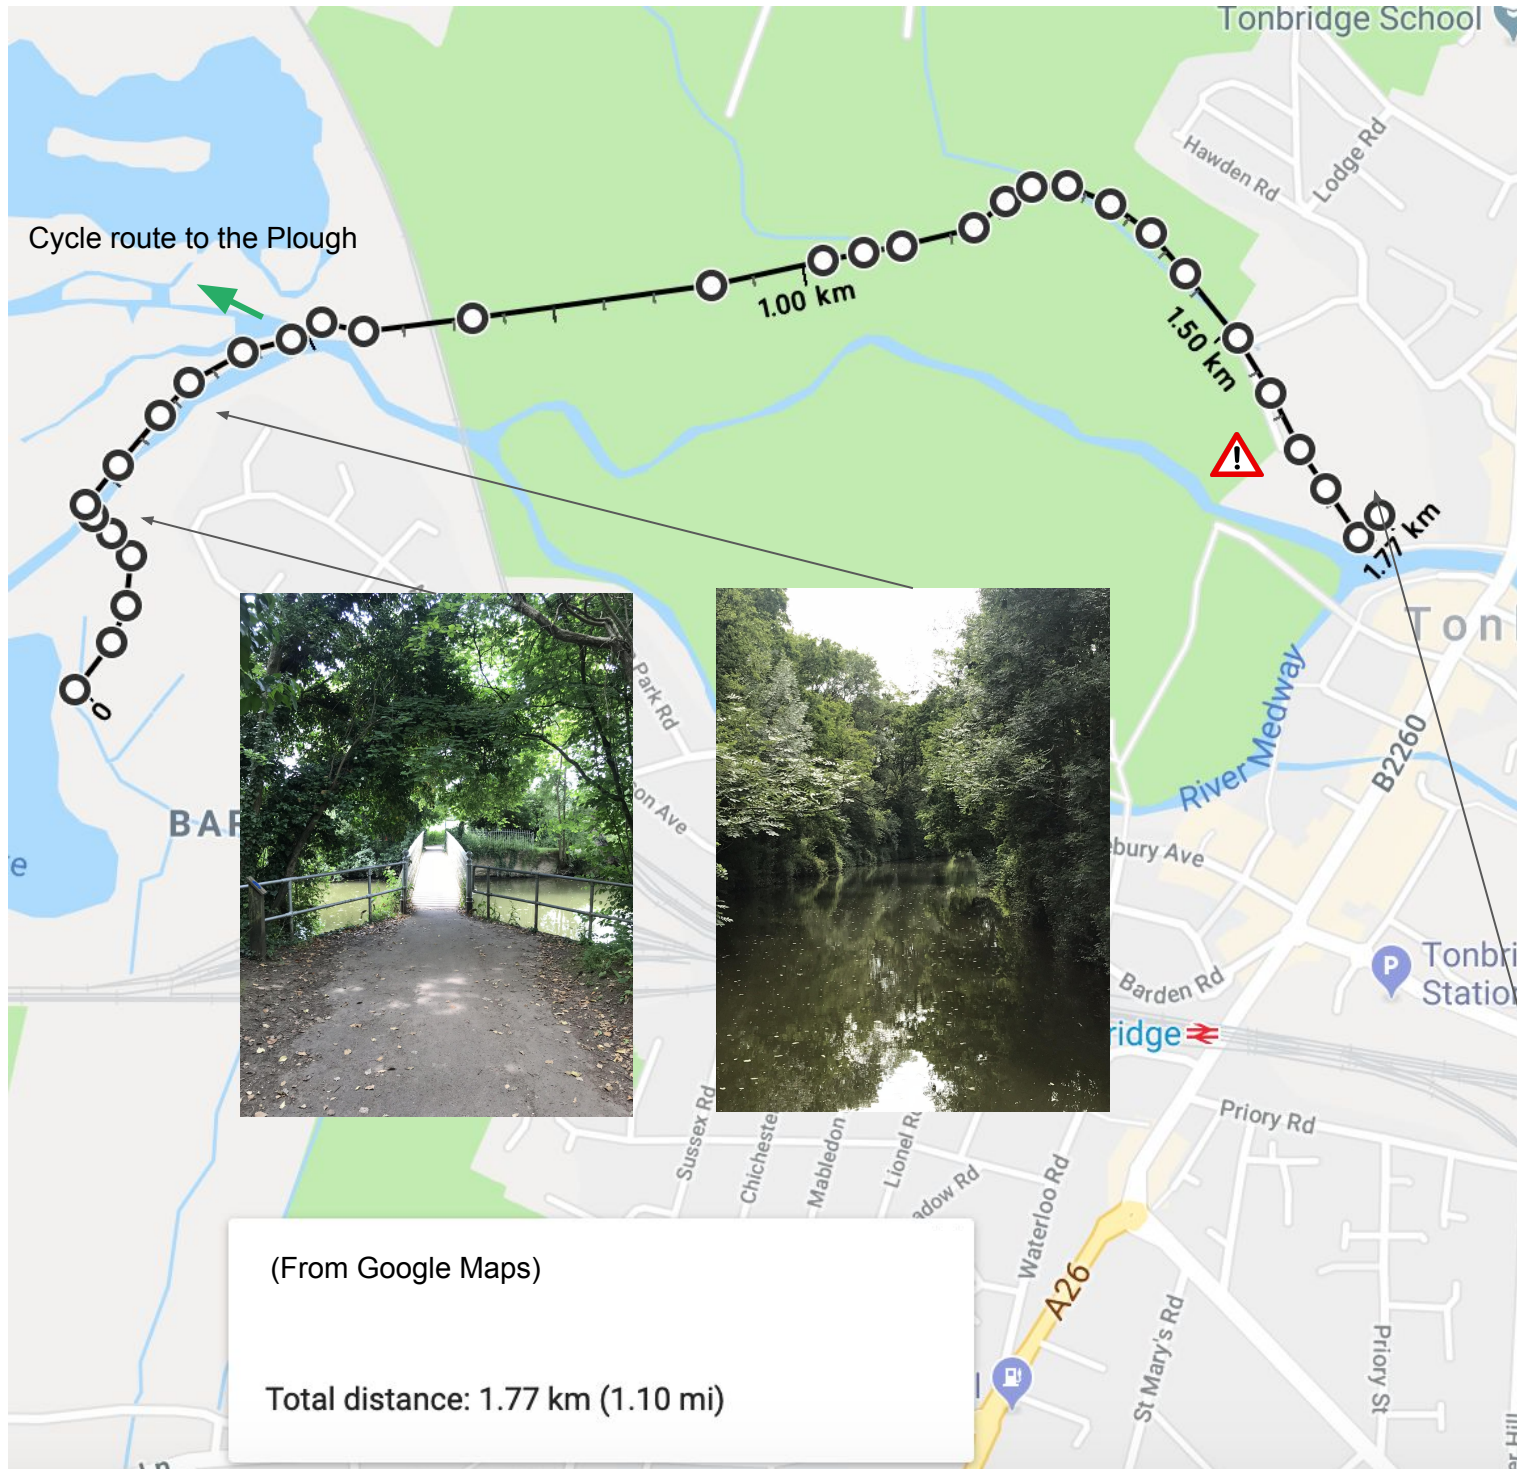 Tonbridge School
Hawden Rd
Lodge Rd
Cycle route to the Plough
1.00 km
1.50 km
1.77 km
0
Ton
Park Rd
River Medway
B2260
BAR
on Ave
e
bury Ave
P
Tonbri
Station
Barden Rd
ridge
Priory Rd
Sussex Rd
Chicheste
Mabledon
Lionel R
adow Rd
Waterloo Rd
(From Google Maps)
A26
St Mary's Rd
Priory St
Total distance: 1.77 km (1.10 mi)